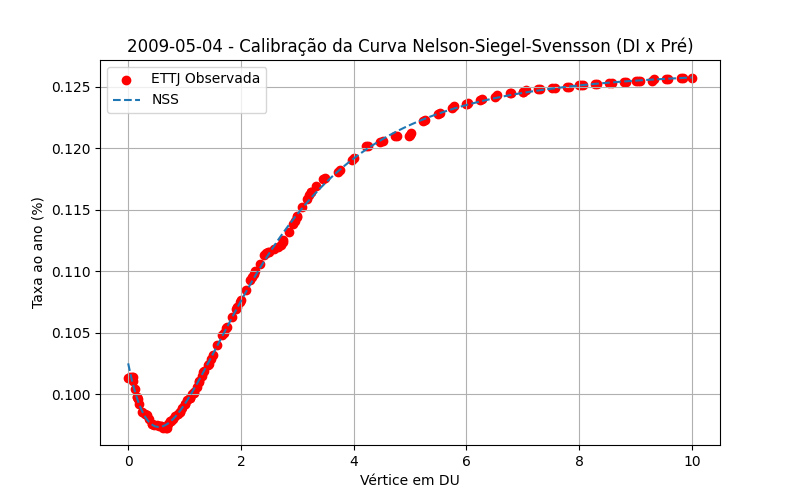 2009-05-04 - Calibração da Curva Nelson-Siegel-Svensson (DI x Pré)
ETTJ Observada
NSS
0.125
0.120
0.115
0.110
0.105
0.100
Taxa ao ano (%)
0 2 4 6 8 10
Vértice em DU